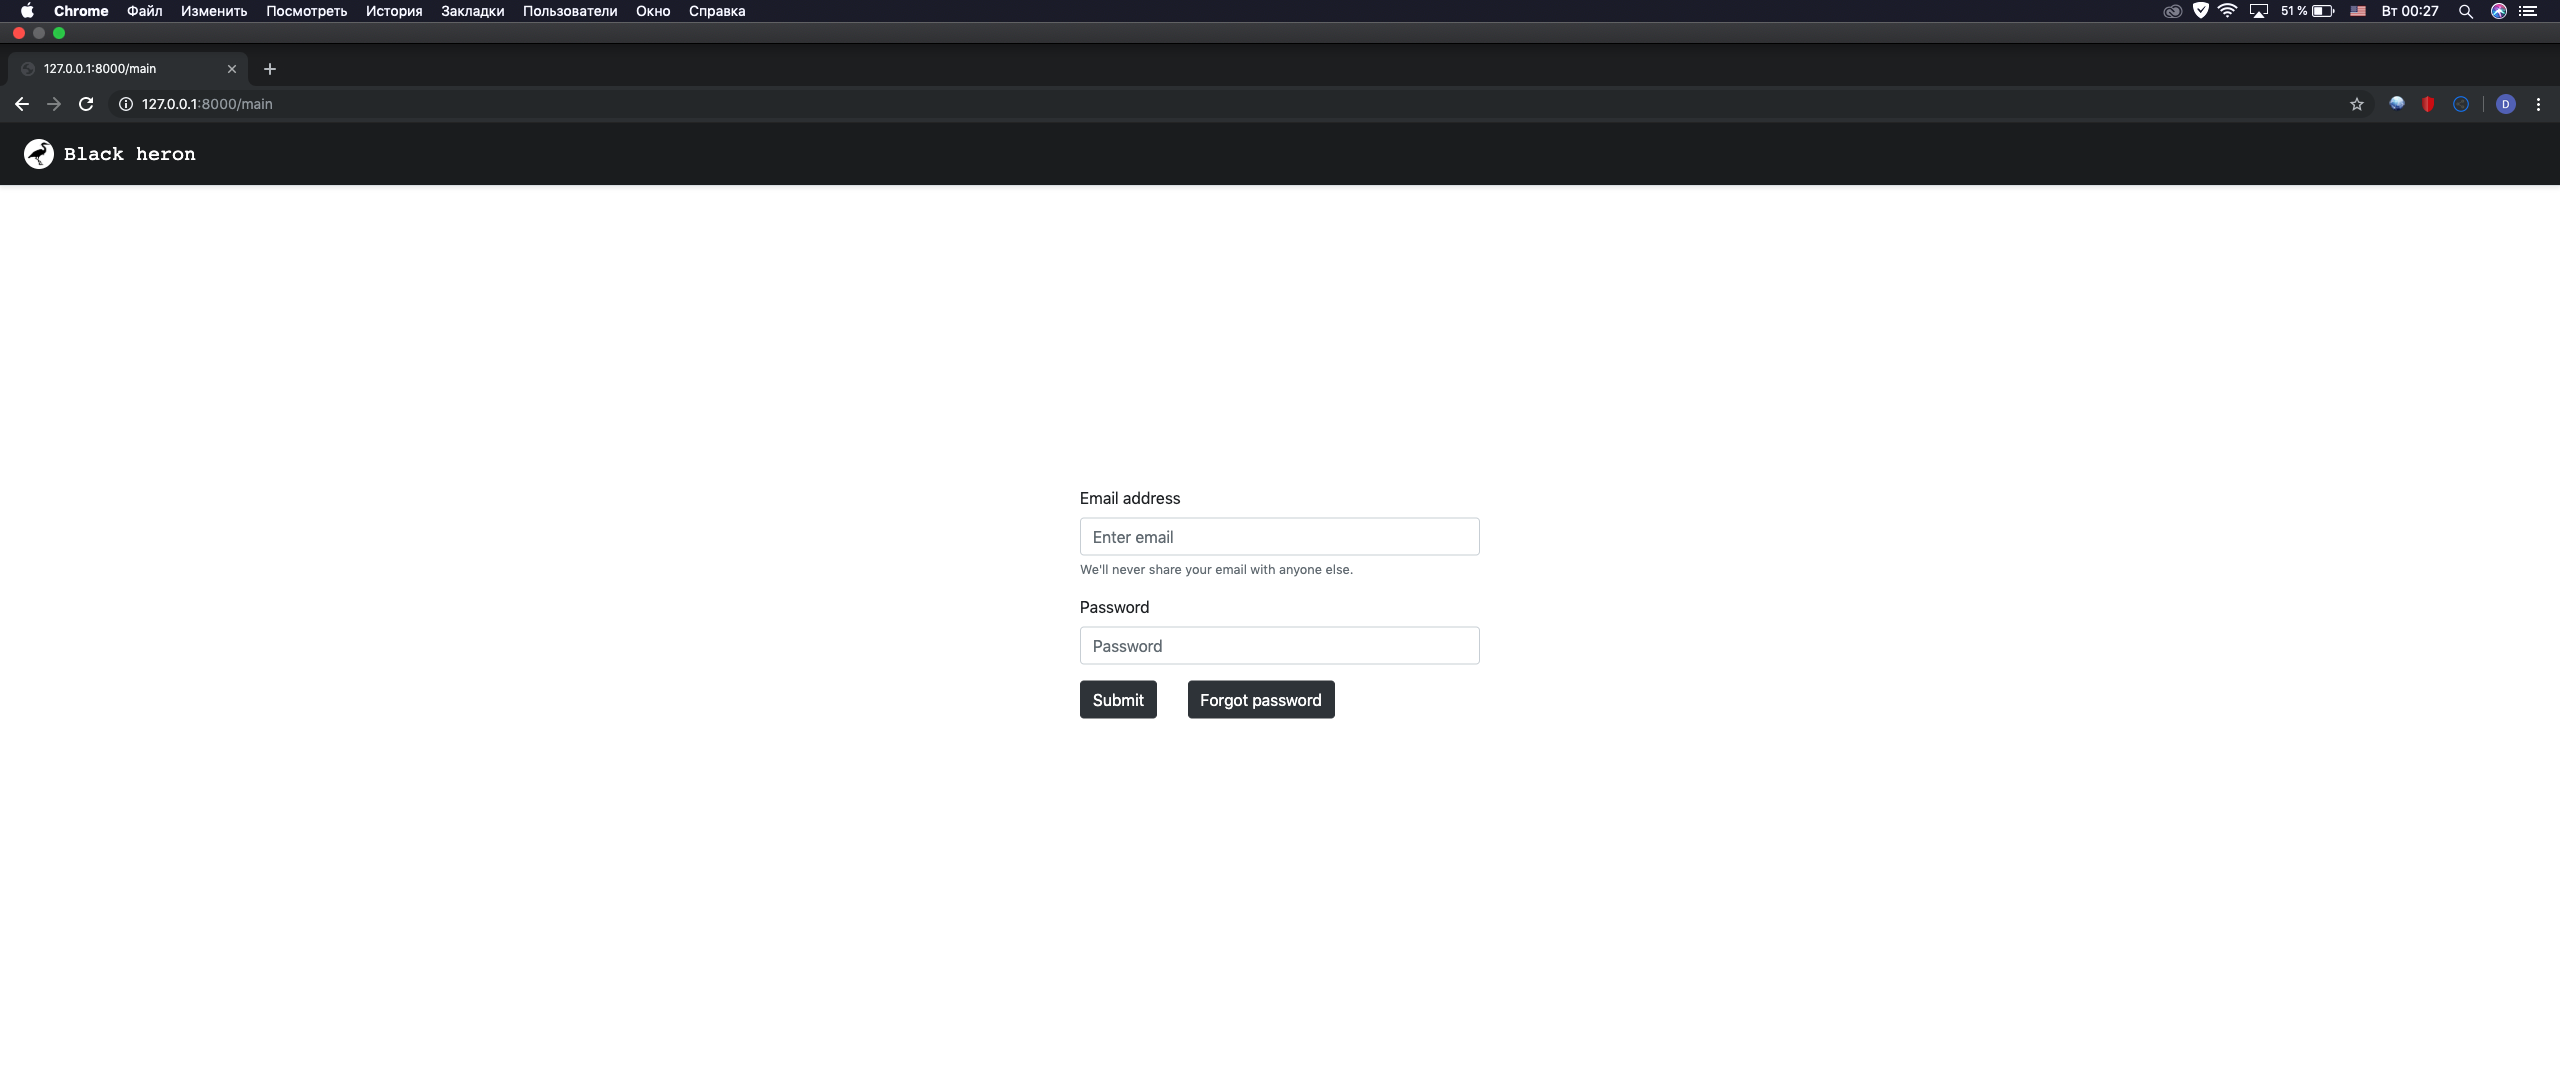 Chrome Файл Изменить Посмотреть История Закладки Пользователи Окно Справка 51 % Вт 00:27
127.0.0.1:8000/main
127.0.0.1:8000/main D
Black heron
Email address
Enter email
We'll never share your email with anyone else.
Password
Password
Submit Forgot password